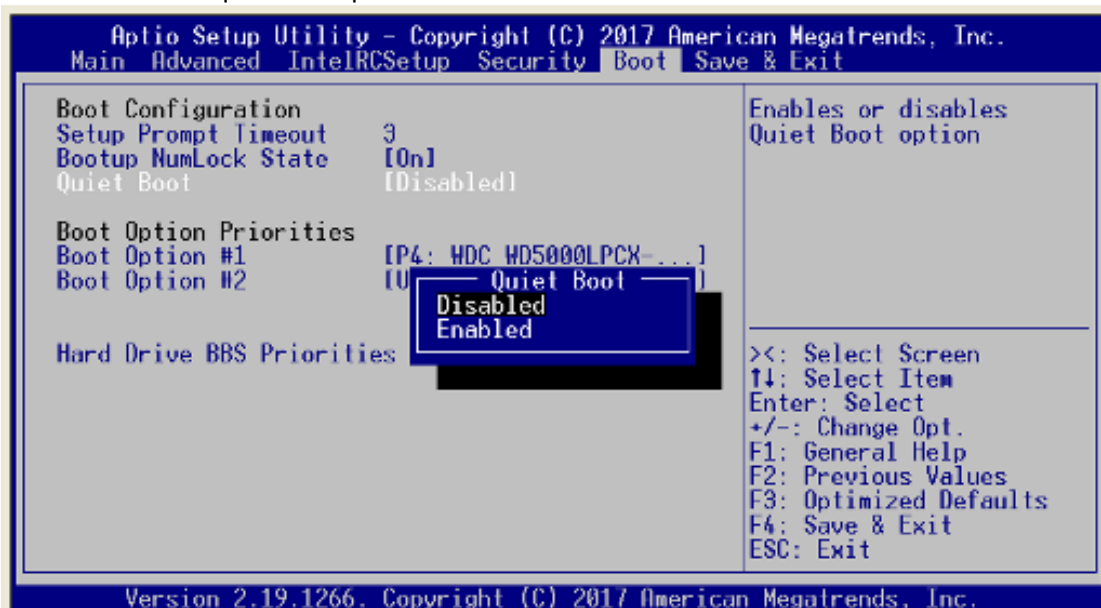 Aptio Setup Utility – Copyright (C) 2017 American Megatrends, Inc.
Main Advanced IntelRCSetup Security Boot Save & Exit
Boot Configuration
Setup Prompt Timeout 3
Bootup NumLock State [On]
Quiet Boot [Disabled]
Boot Option Priorities
Boot Option #1 [P4: WDC WD5000LPCX-...]
Boot Option #2 [U ]
Quiet Boot
Disabled
Enabled
Hard Drive BBS Priorities
Enables or disables
Quiet Boot option
><: Select Screen
↑↓: Select Item
Enter: Select
+/-: Change Opt.
F1: General Help
F2: Previous Values
F3: Optimized Defaults
F4: Save & Exit
ESC: Exit
Version 2.19.1266. Copyright (C) 2017 American Megatrends, Inc.